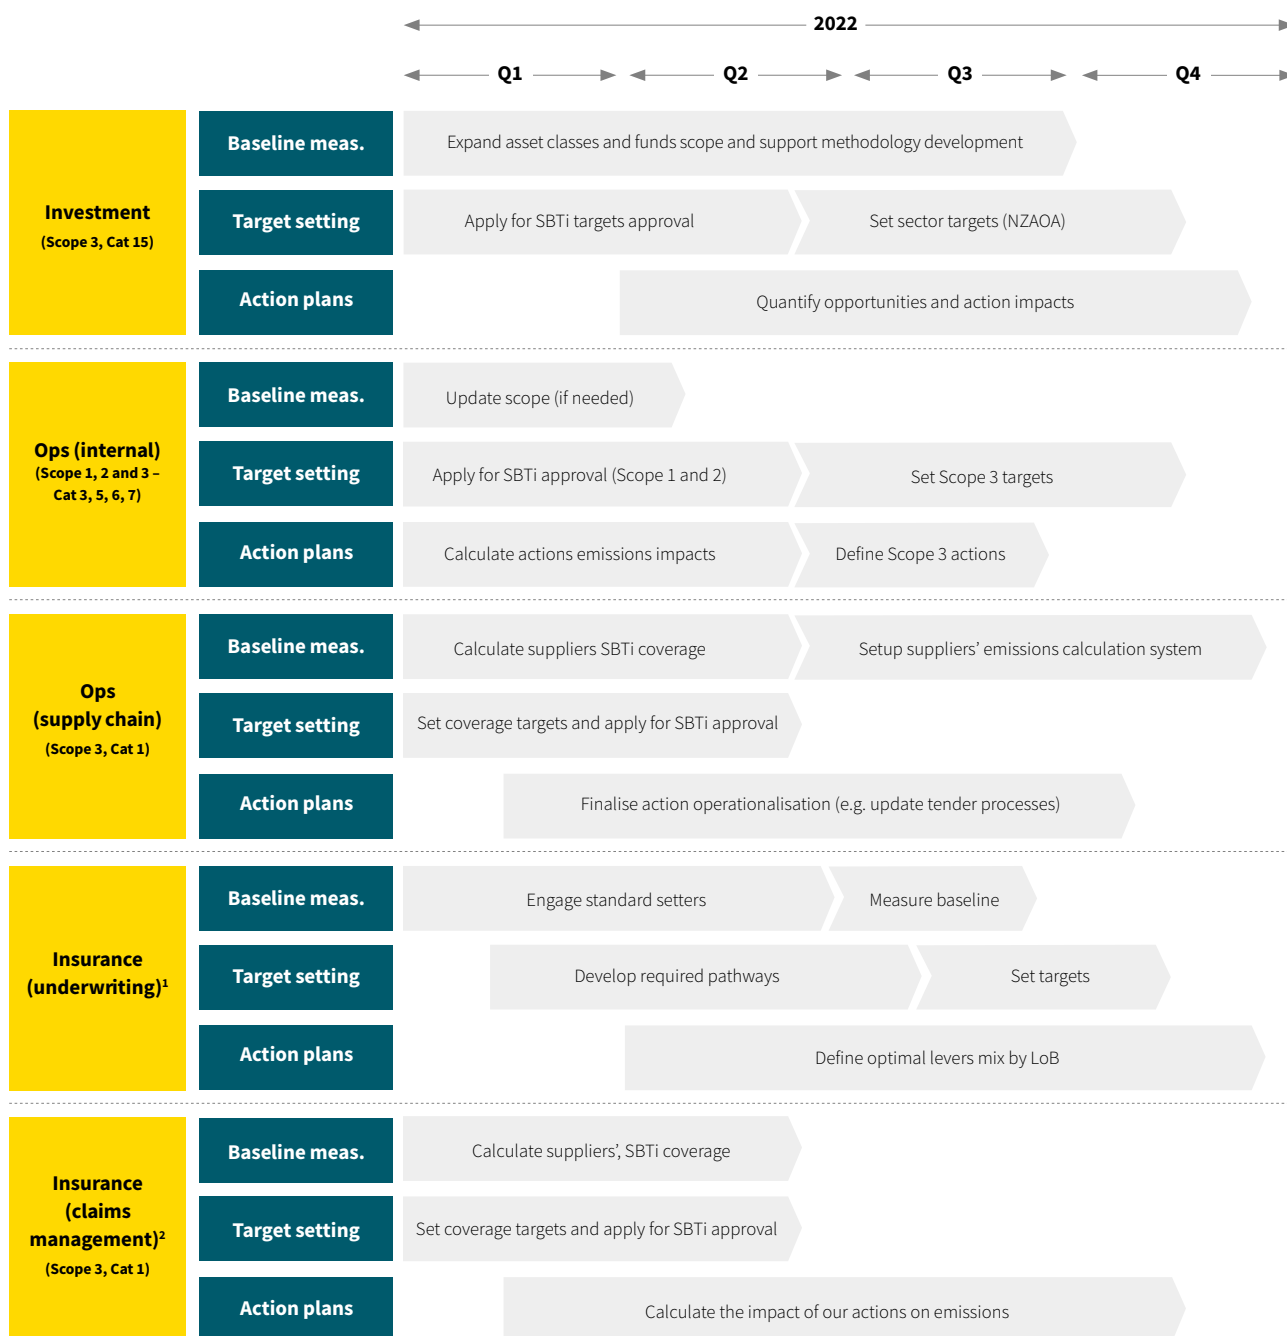 2022
Q1
Q2
Q3
Q4
Investment
(Scope 3, Cat 15)
Baseline meas.
Expand asset classes and funds scope and support methodology development
Target setting
Apply for SBTi targets approval
Set sector targets (NZAOA)
Action plans
Quantify opportunities and action impacts
Ops (internal)
(Scope 1, 2 and 3 –
Cat 3, 5, 6, 7)
Baseline meas.
Update scope (if needed)
Target setting
Apply for SBTi approval (Scope 1 and 2)
Set Scope 3 targets
Action plans
Calculate actions emissions impacts
Define Scope 3 actions
Ops
(supply chain)
(Scope 3, Cat 1)
Baseline meas.
Calculate suppliers SBTi coverage
Setup suppliers’ emissions calculation system
Target setting
Set coverage targets and apply for SBTi approval
Action plans
Finalise action operationalisation (e.g. update tender processes)
Insurance
(underwriting)¹
Baseline meas.
Engage standard setters
Measure baseline
Target setting
Develop required pathways
Set targets
Action plans
Define optimal levers mix by LoB
Insurance
(claims
management)²
(Scope 3, Cat 1)
Baseline meas.
Calculate suppliers’, SBTi coverage
Target setting
Set coverage targets and apply for SBTi approval
Action plans
Calculate the impact of our actions on emissions